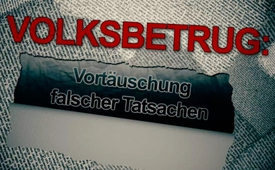 VOLKSBETRUG:
Vortäuschung
falscher Tatsachen